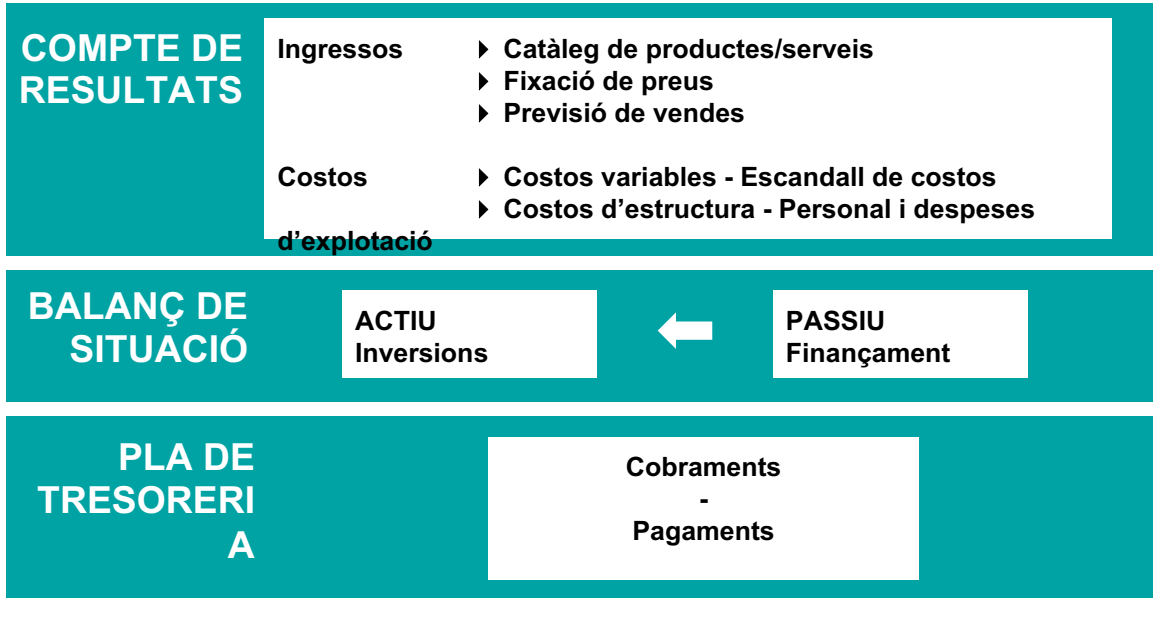 COMPTE DE
RESULTATS
Ingressos
Catàleg de productes/serveis
Fixació de preus
Previsió de vendes
Costos
Costos variables - Escandall de costos
Costos d’estructura - Personal i despeses
d’explotació
BALANÇ DE
SITUACIÓ
ACTIU
Inversions
PASSIU
Finançament
PLA DE
TRESORERI
A
Cobraments
-
Pagaments